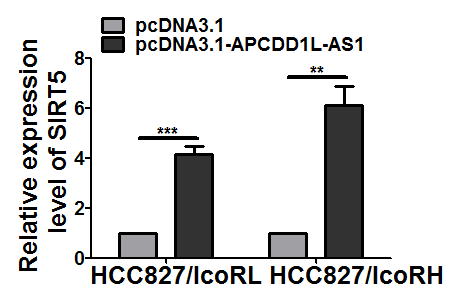 pcDNA3.1
pcDNA3.1-APCDD1L-AS1
Relative expression
level of SIRT5
8
6
4
2
0
***
**
HCC827/IcoRL
HCC827/IcoRH